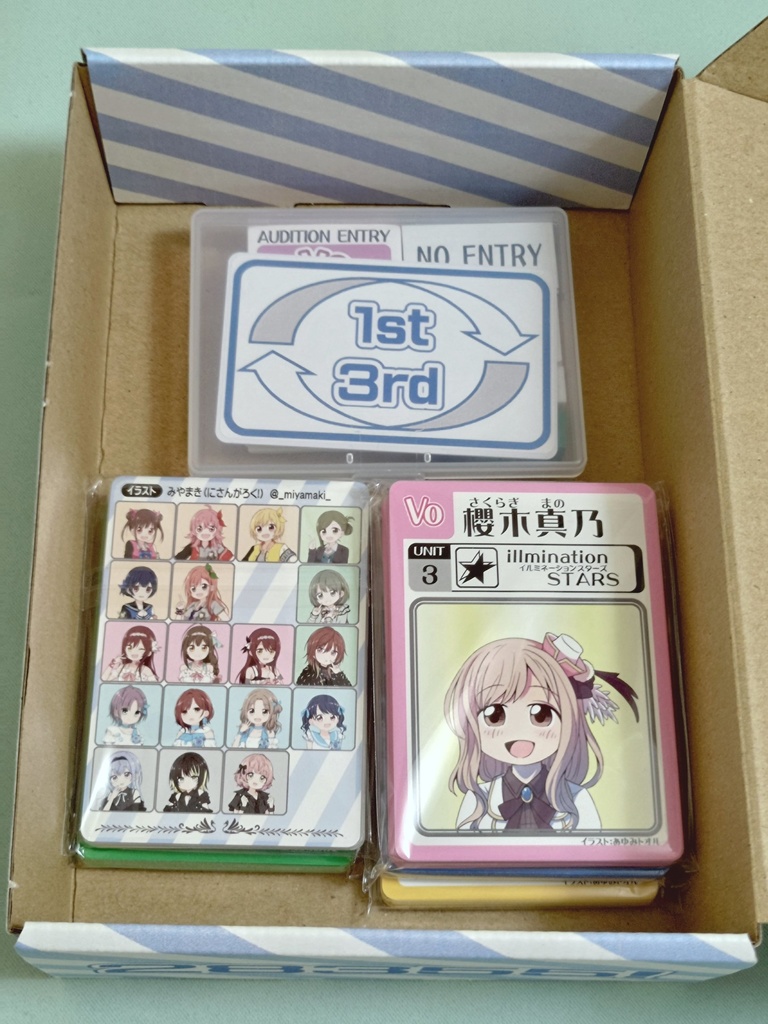 AUDITION ENTRY
Vo
NO ENTRY
1st
3rd
イラスト みやまき(にさんがろく!) @_miyamaki_
Vo
さくらぎ まの
櫻木真乃
UNIT
3
illmination
イルミネーションスターズ
STARS
イラスト:あゆみトオル